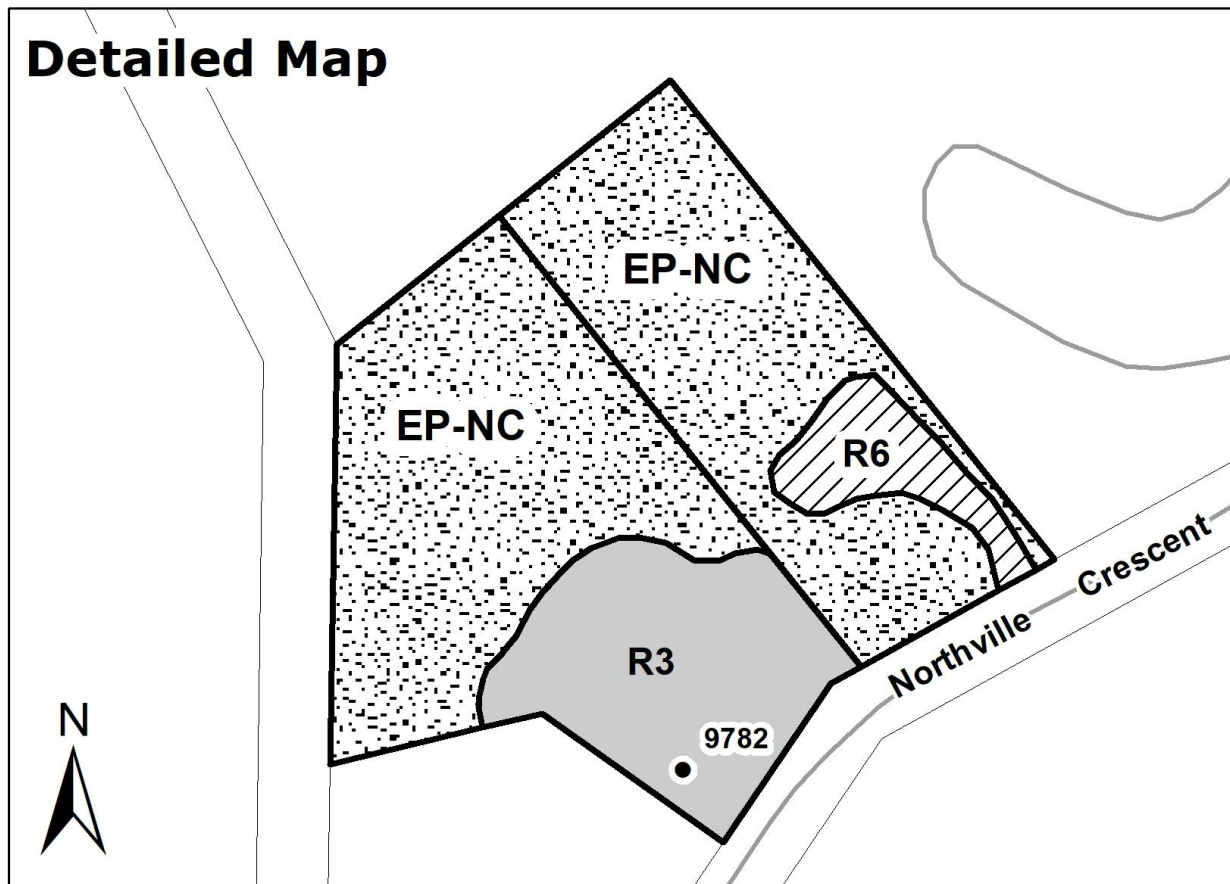 Detailed Map
EP-NC
EP-NC
R6
R3
9782
Northville Crescent
N